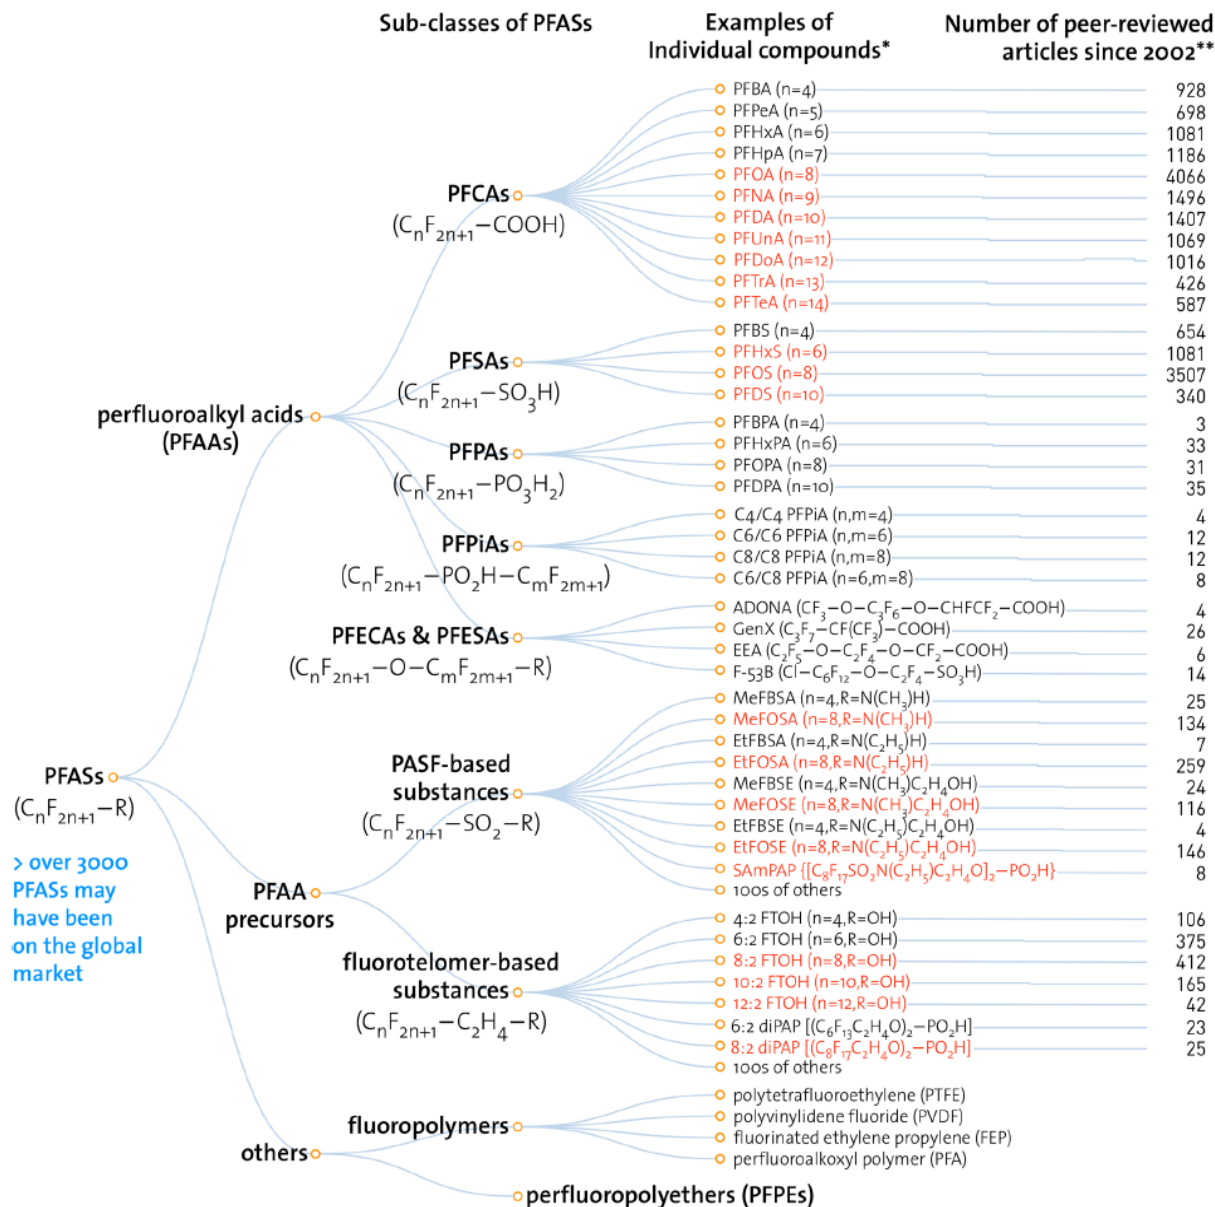 Sub-classes of PFASs
Examples of
Individual compounds*
Number of peer-reviewed
articles since 2002**
PFBA (n=4) 928
PFPeA (n=5) 698
PFHxA (n=6) 1081
PFHpA (n=7) 1186
PFOA (n=8) 4066
PFNA (n=9) 1496
PFDA (n=10) 1407
PFUnA (n=11) 1069
PFDoA (n=12) 1016
PFTrA (n=13) 426
PFTeA (n=14) 587
PFCAs
(CₙF₂ₙ₊₁–COOH)
PFBS (n=4) 654
PFHxS (n=6) 1081
PFOS (n=8) 3507
PFDS (n=10) 340
PFSAs
(CₙF₂ₙ₊₁–SO₃H)
perfluoroalkyl acids
(PFAAs)
PFBPA (n=4) 3
PFHxPA (n=6) 33
PFOPA (n=8) 31
PFDPA (n=10) 35
PFPAs
(CₙF₂ₙ₊₁–PO₃H₂)
C4/C4 PFPiA (n,m=4) 4
C6/C6 PFPiA (n,m=6) 12
C8/C8 PFPiA (n,m=8) 12
C6/C8 PFPiA (n=6,m=8) 8
PFPiAs
(CₙF₂ₙ₊₁–PO₂H–CₘF₂ₘ₊₁)
ADONA (CF₃–O–C₃F₆–O–CHFCF₂–COOH) 4
GenX (C₃F₇–CF(CF₃)–COOH) 26
EEA (C₂F₅–O–C₂F₄–O–CF₂–COOH) 6
F-53B (Cl–C₆F₁₂–O–C₂F₄–SO₃H) 14
PFECAs & PFESAs
(CₙF₂ₙ₊₁–O–CₘF₂ₘ₊₁–R)
MeFBSA (n=4,R=N(CH₃)H) 25
MeFOSA (n=8,R=N(CH₃)H) 134
EtFBSA (n=4,R=N(C₂H₅)H) 7
EtFOSA (n=8,R=N(C₂H₅)H) 259
MeFBSE (n=4,R=N(CH₃)C₂H₄OH) 24
MeFOSE (n=8,R=N(CH₃)C₂H₄OH) 116
EtFBSE (n=4,R=N(C₂H₅)C₂H₄OH) 4
EtFOSE (n=8,R=N(C₂H₅)C₂H₄OH) 146
SAmPAP {[C₈F₁₇SO₂N(C₂H₅)C₂H₄O]₂–PO₂H} 8
100s of others
PASF-based
substances
(CₙF₂ₙ₊₁–SO₂–R)
PFASs
(CₙF₂ₙ₊₁–R)
> over 3000
PFASs may
have been
on the global
market
PFAA
precursors
4:2 FTOH (n=4,R=OH) 106
6:2 FTOH (n=6,R=OH) 375
8:2 FTOH (n=8,R=OH) 412
10:2 FTOH (n=10,R=OH) 165
12:2 FTOH (n=12,R=OH) 42
6:2 diPAP [(C₆F₁₃C₂H₄O)₂–PO₂H] 23
8:2 diPAP [(C₈F₁₇C₂H₄O)₂–PO₂H] 25
100s of others
fluorotelomer-based
substances
(CₙF₂ₙ₊₁–C₂H₄–R)
polytetrafluoroethylene (PTFE)
polyvinylidene fluoride (PVDF)
fluorinated ethylene propylene (FEP)
perfluoroalkoxyl polymer (PFA)
fluoropolymers
others
perfluoropolyethers (PFPEs)